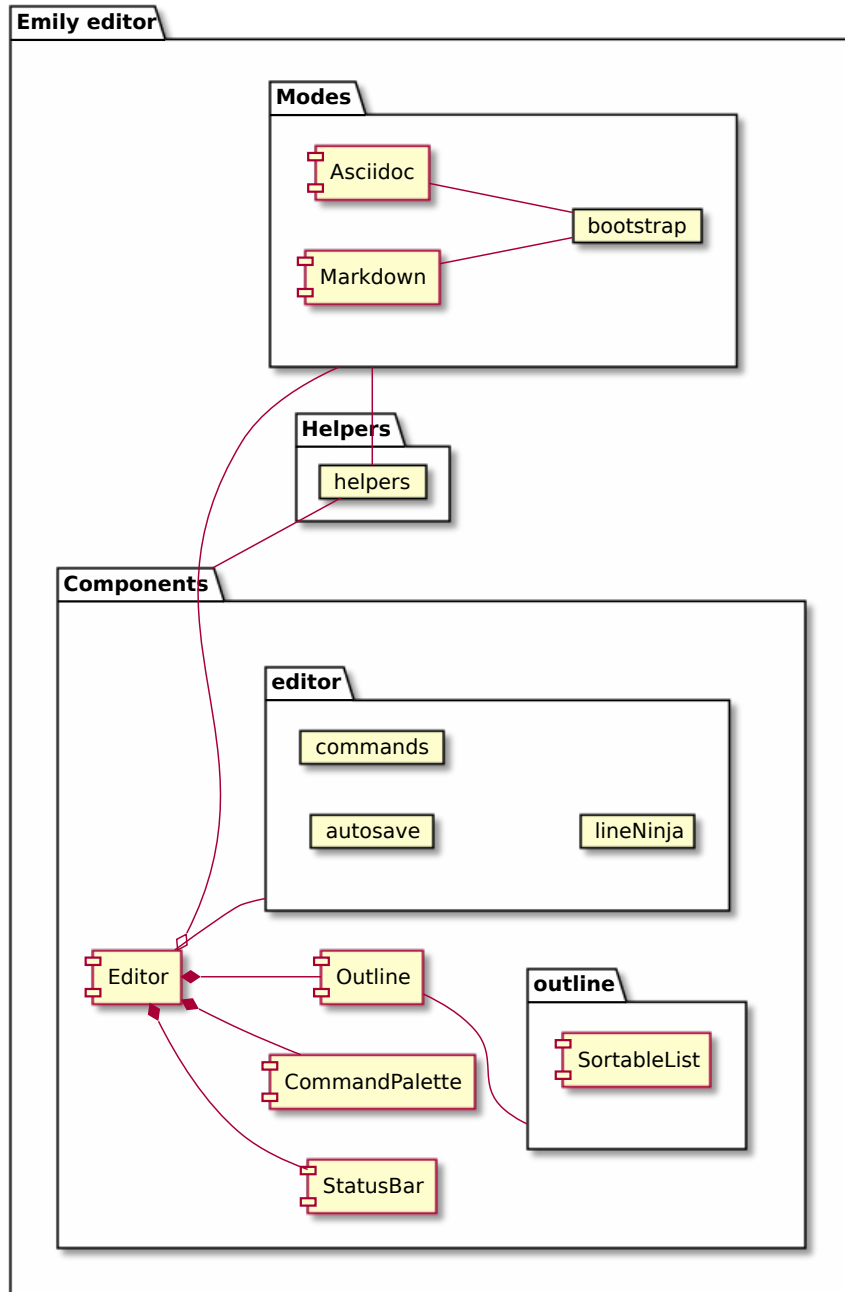 Emily editor
Modes
Asciidoc
bootstrap
Markdown
Helpers
helpers
Components
editor
commands
autosave
lineNinja
Editor
Outline
outline
SortableList
CommandPalette
StatusBar